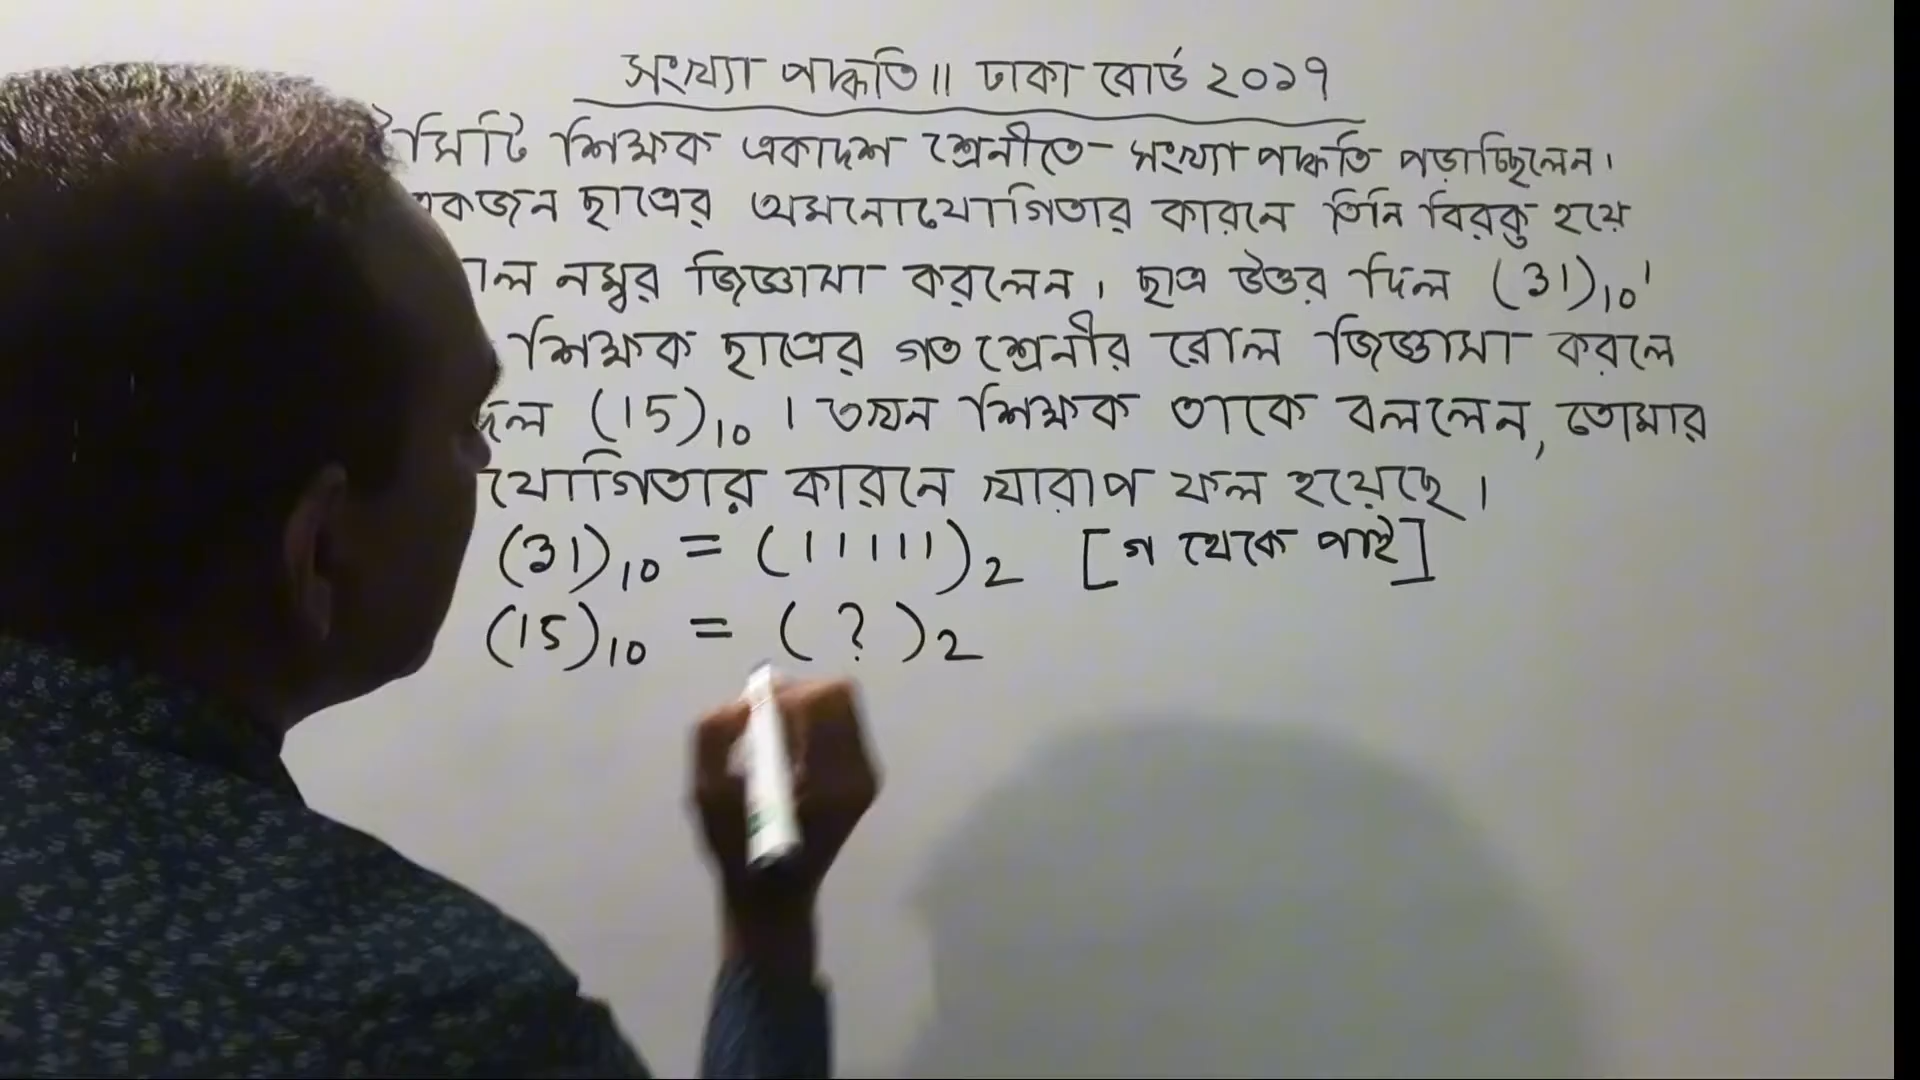 সংখ্যা পদ্ধতি॥ ঢাকা বোর্ড ২০১৭
শিক্ষক একাদশ শ্রেনীতে সংখ্যা পদ্ধতি পড়াচ্ছিলেন।
ছাত্রের অমনোযোগিতার কারনে তিনি বিরক্ত হয়ে
নম্বর জিজ্ঞাসা করলেন। ছাত্র উত্তর দিল (31)₁₀।
শিক্ষক ছাত্রের গত শ্রেনীর রোল জিজ্ঞাসা করলে
(15)₁₀। তখন শিক্ষক তাকে বললেন, তোমার
যোগিতার কারনে খারাপ ফল হয়েছে।
(31)₁₀ = (11111)₂ [গ থেকে পাই]
(15)₁₀ = (?)₂